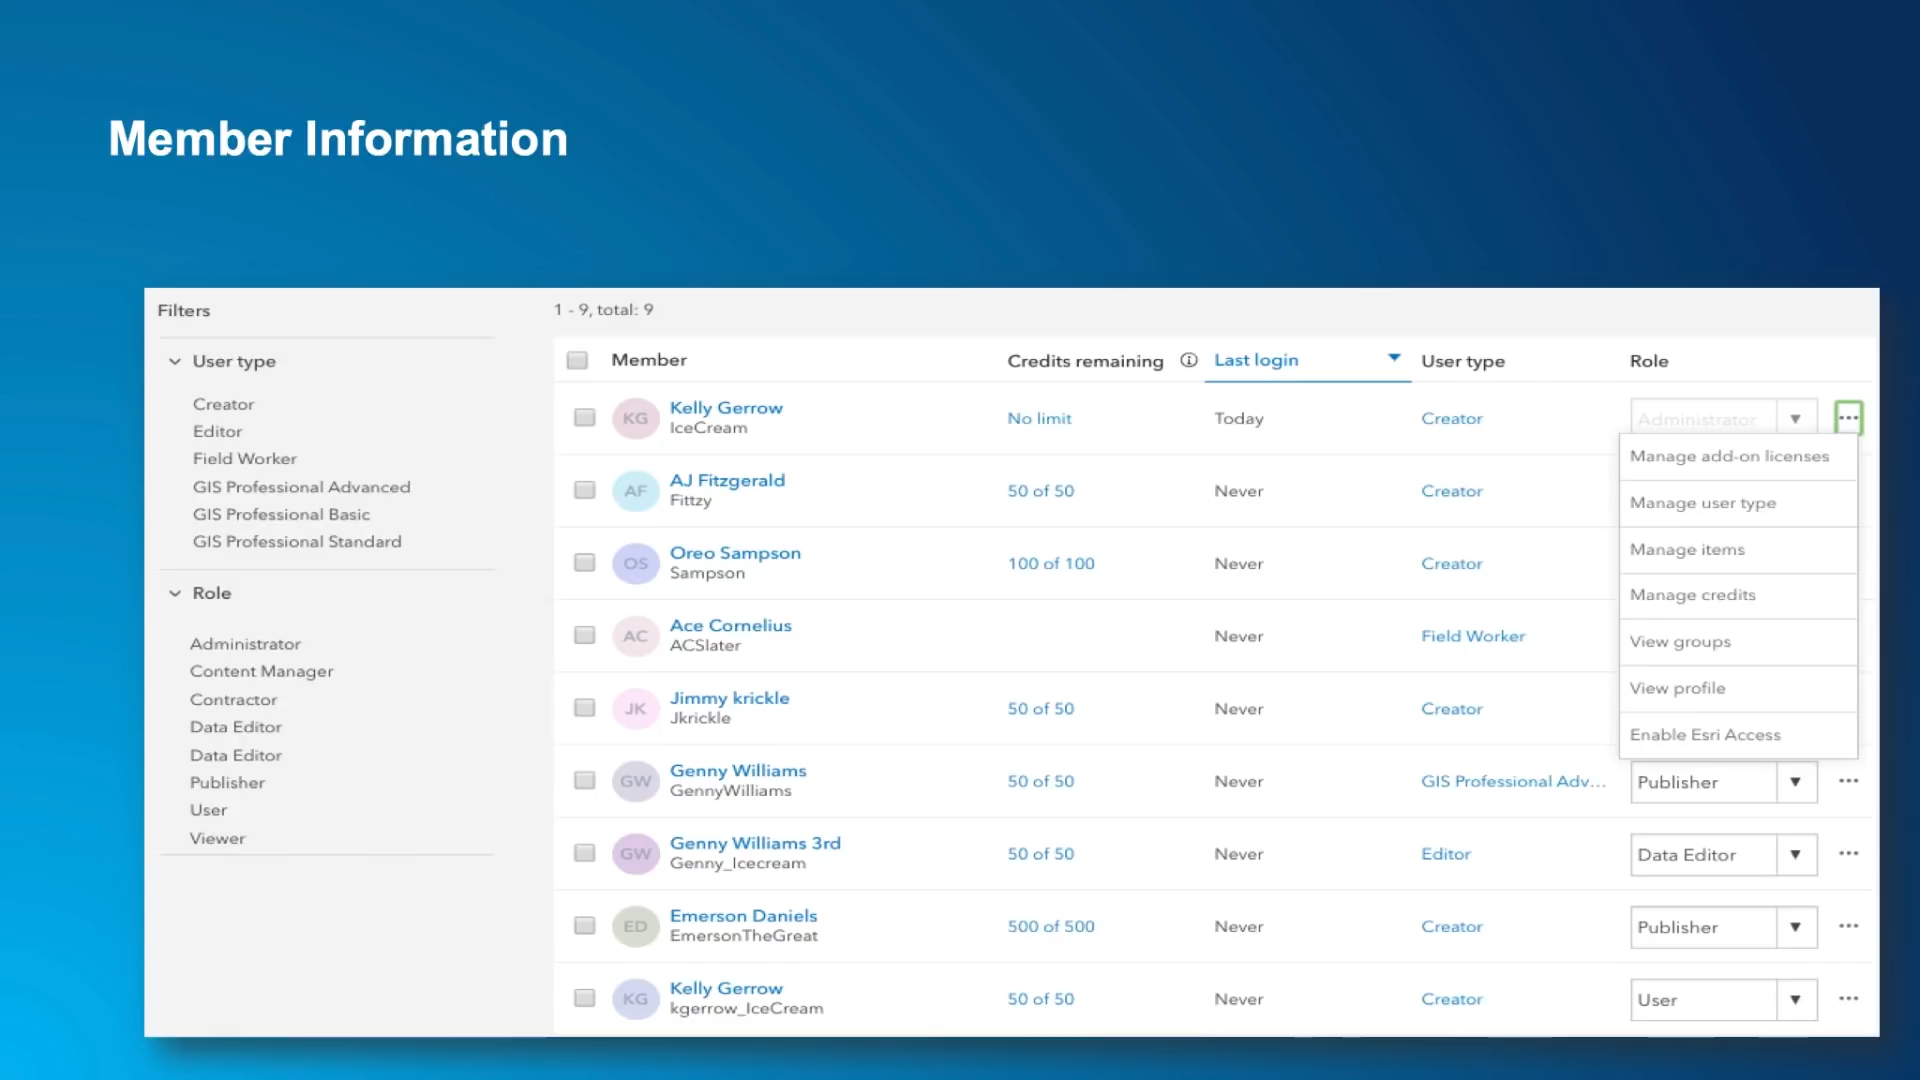 Member Information
Filters
1 - 9, total: 9
User type
Creator
Editor
Field Worker
GIS Professional Advanced
GIS Professional Basic
GIS Professional Standard
Role
Administrator
Content Manager
Contractor
Data Editor
Data Editor
Publisher
User
Viewer
Member Credits remaining Last login User type Role
KG Kelly Gerrow No limit Today Creator Administrator
IceCream
AF AJ Fitzgerald 50 of 50 Never Creator
Fittzy
OS Oreo Sampson 100 of 100 Never Creator
Sampson
AC Ace Cornelius Never Field Worker
ACSlater
JK Jimmy krickle 50 of 50 Never Creator
Jkrickle
GW Genny Williams 50 of 50 Never GIS Professional Adv... Publisher
GennyWilliams
GW Genny Williams 3rd 50 of 50 Never Editor Data Editor
Genny_Icecream
ED Emerson Daniels 500 of 500 Never Creator Publisher
EmersonTheGreat
KG Kelly Gerrow 50 of 50 Never Creator User
kgerrow_IceCream
Manage add-on licenses
Manage user type
Manage items
Manage credits
View groups
View profile
Enable Esri Access